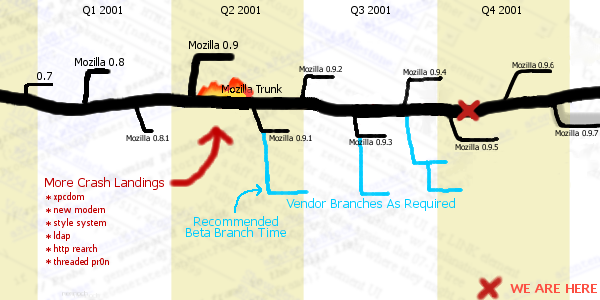 Q1 2001
Q2 2001
Q3 2001
Q4 2001
0.7
Mozilla 0.8
Mozilla 0.9
Mozilla Trunk
Mozilla 0.9.2
Mozilla 0.9.4
Mozilla 0.9.6
Mozilla 0.8.1
Mozilla 0.9.1
Mozilla 0.9.3
Mozilla 0.9.5
Mozilla 0.9.7
More Crash Landings
* xpcdom
* new modem
* style system
* ldap
* http rearch
* threaded pr0n
Recommended
Beta Branch Time
Vendor Branches As Required
WE ARE HERE